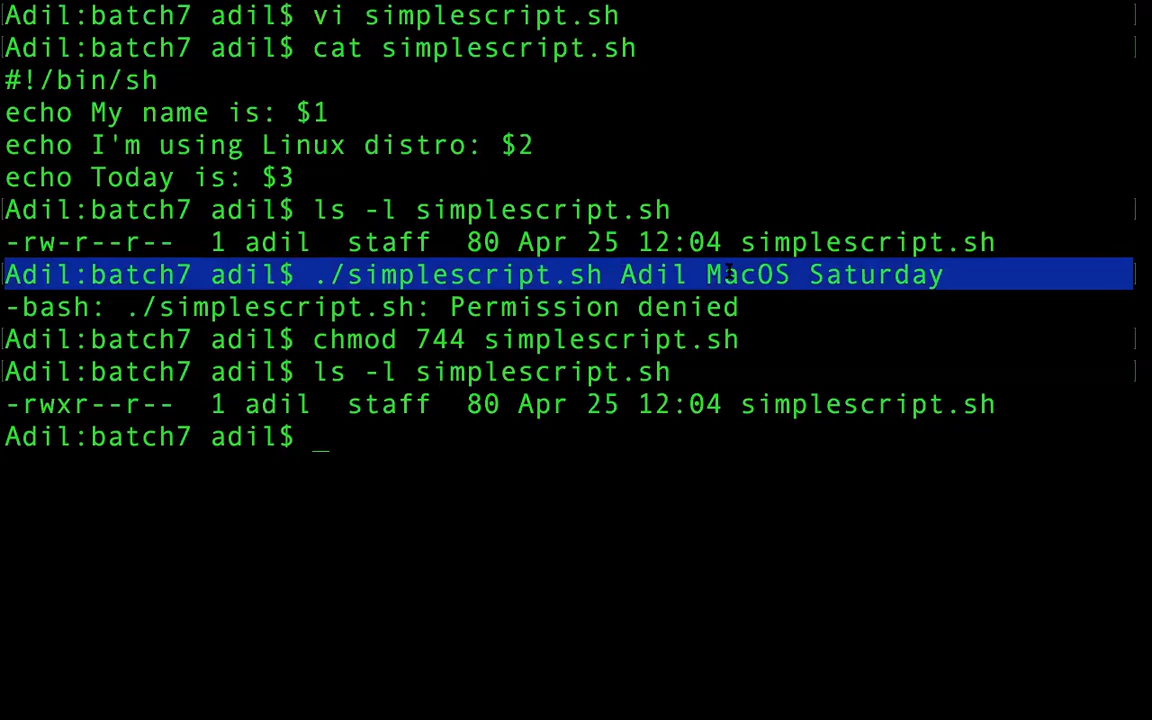 Adil:batch7 adil$ vi simplescript.sh
Adil:batch7 adil$ cat simplescript.sh
#!/bin/sh
echo My name is: $1
echo I'm using Linux distro: $2
echo Today is: $3
Adil:batch7 adil$ ls -l simplescript.sh
-rw-r--r--  1 adil  staff  80 Apr 25 12:04 simplescript.sh
Adil:batch7 adil$ ./simplescript.sh Adil MacOS Saturday
-bash: ./simplescript.sh: Permission denied
Adil:batch7 adil$ chmod 744 simplescript.sh
Adil:batch7 adil$ ls -l simplescript.sh
-rwxr--r--  1 adil  staff  80 Apr 25 12:04 simplescript.sh
Adil:batch7 adil$ _